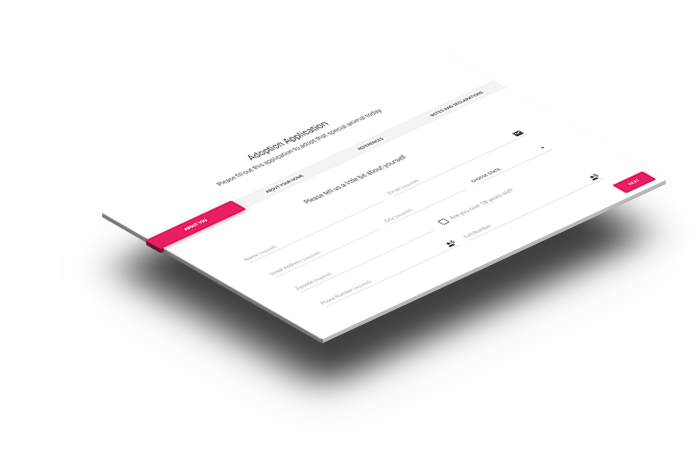 Adoption Application
Please fill out this application to adopt that special animal today
ABOUT YOU
ABOUT YOUR HOME
REFERENCES
NOTES AND DECLARATIONS
Please tell us a little bit about yourself
Name (required)
Email (required)
Street Address (required)
City (required)
CHOOSE STATE
Zipcode (required)
Are you over 18 years old?
Phone Number (required)
Cell Number
NEXT